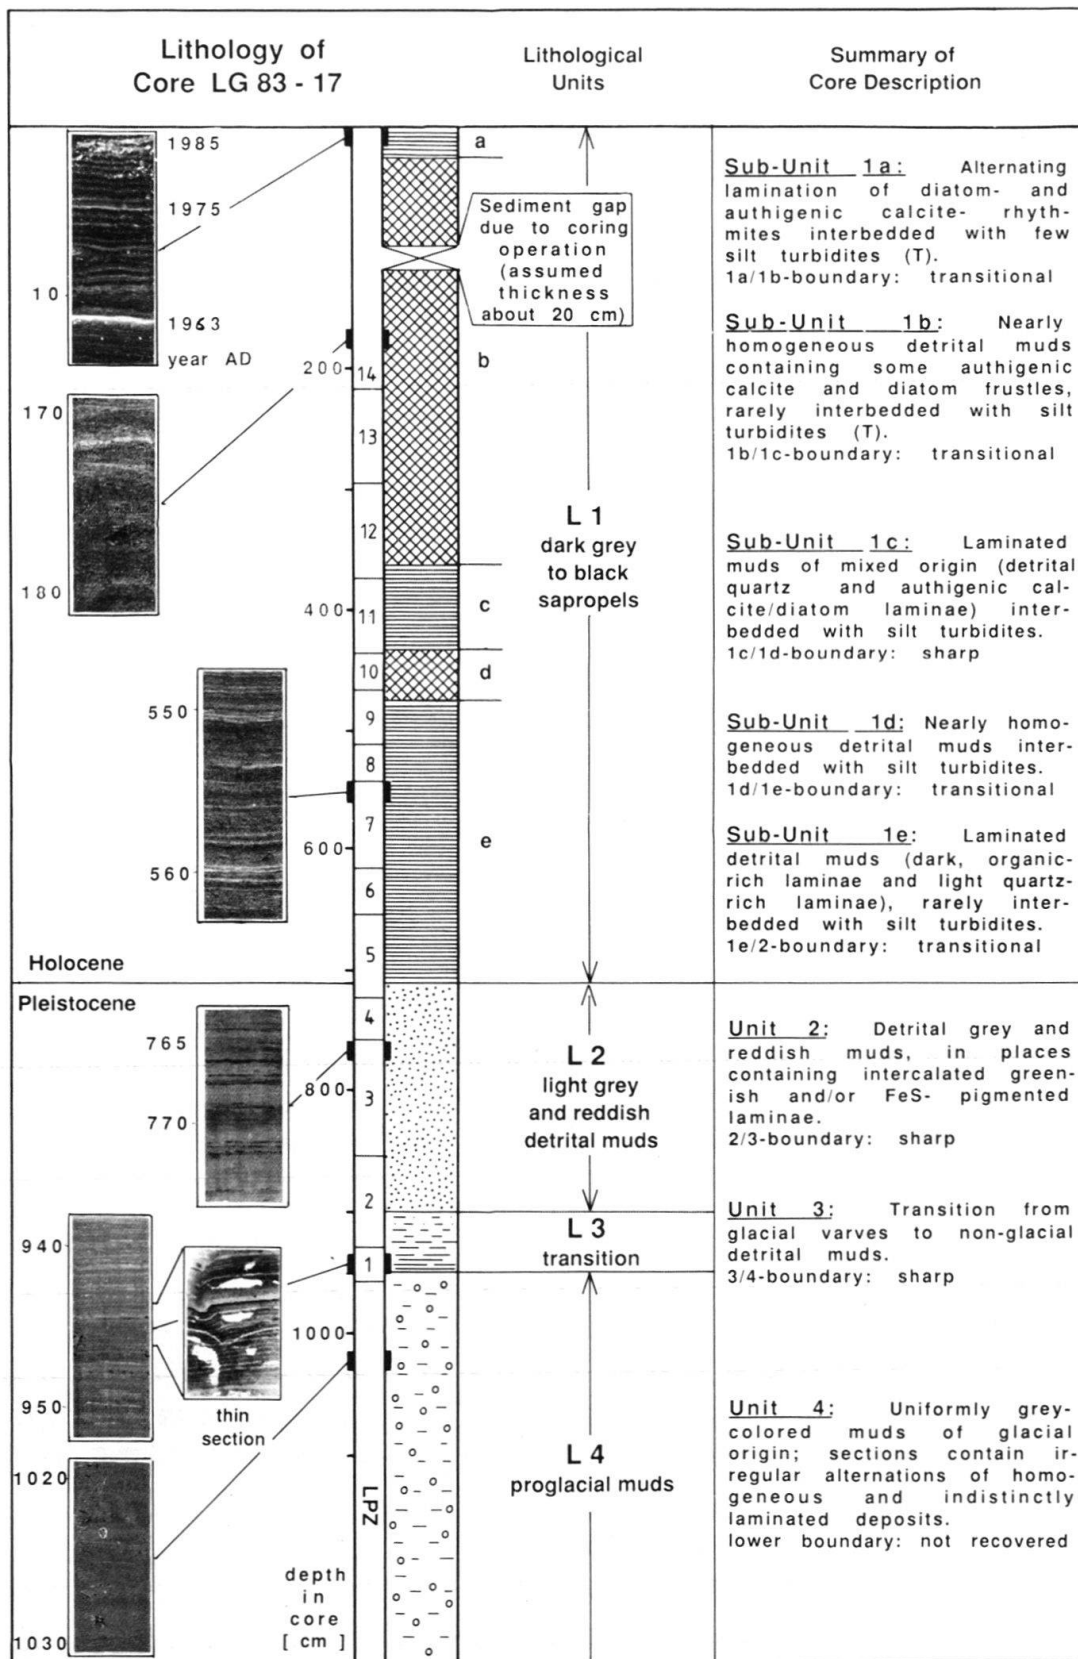 Lithology of
Core LG 83 - 17
Lithological
Units
Summary of
Core Description
1985
1975
10
1963
year AD
170
180
550
560
Holocene
Pleistocene
765
770
940
950
thin
section
1020
1030
200
400
600
800
1000
depth
in
core
[ cm ]
14
13
12
11
10
9
8
7
6
5
4
3
2
1
LPZ
a
Sediment gap
due to coring
operation
(assumed
thickness
about 20 cm)
b
c
d
e
L 1
dark grey
to black
sapropels
L 2
light grey
and reddish
detrital muds
L 3
transition
L 4
proglacial muds
Sub-Unit 1a: Alternating
lamination of diatom- and
authigenic calcite- rhyth-
mites interbedded with few
silt turbidites (T).
1a/1b-boundary: transitional
Sub-Unit 1b: Nearly
homogeneous detrital muds
containing some authigenic
calcite and diatom frustles,
rarely interbedded with silt
turbidites (T).
1b/1c-boundary: transitional
Sub-Unit 1c: Laminated
muds of mixed origin (detrital
quartz and authigenic cal-
cite/diatom laminae) inter-
bedded with silt turbidites.
1c/1d-boundary: sharp
Sub-Unit 1d: Nearly homo-
geneous detrital muds inter-
bedded with silt turbidites.
1d/1e-boundary: transitional
Sub-Unit 1e: Laminated
detrital muds (dark, organic-
rich laminae and light quartz-
rich laminae), rarely inter-
bedded with silt turbidites.
1e/2-boundary: transitional
Unit 2: Detrital grey and
reddish muds, in places
containing intercalated green-
ish and/or FeS- pigmented
laminae.
2/3-boundary: sharp
Unit 3: Transition from
glacial varves to non-glacial
detrital muds.
3/4-boundary: sharp
Unit 4: Uniformly grey-
colored muds of glacial
origin; sections contain ir-
regular alternations of homo-
geneous and indistinctly
laminated deposits.
lower boundary: not recovered